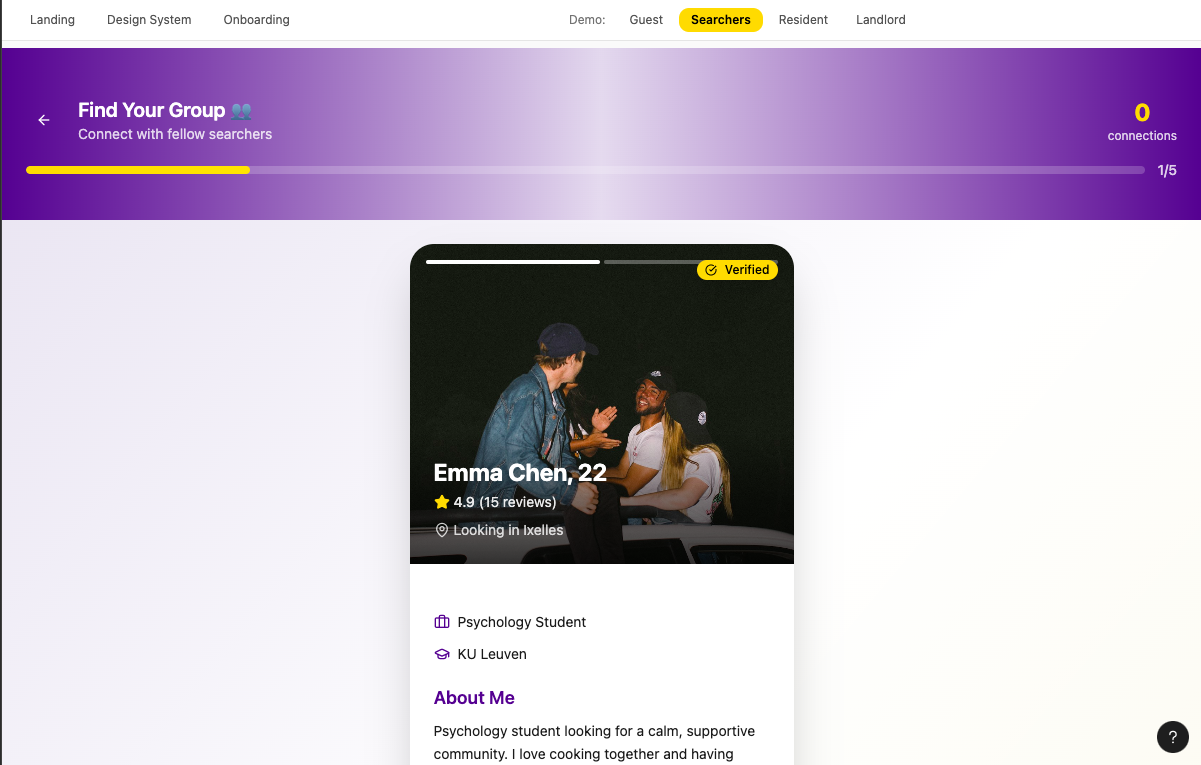 Landing Design System Onboarding Demo: Guest Searchers Resident Landlord
Find Your Group 👥
Connect with fellow searchers
0
connections
1/5
Verified
Emma Chen, 22
4.9 (15 reviews)
Looking in Ixelles
Psychology Student
KU Leuven
About Me
Psychology student looking for a calm, supportive
community. I love cooking together and having
?